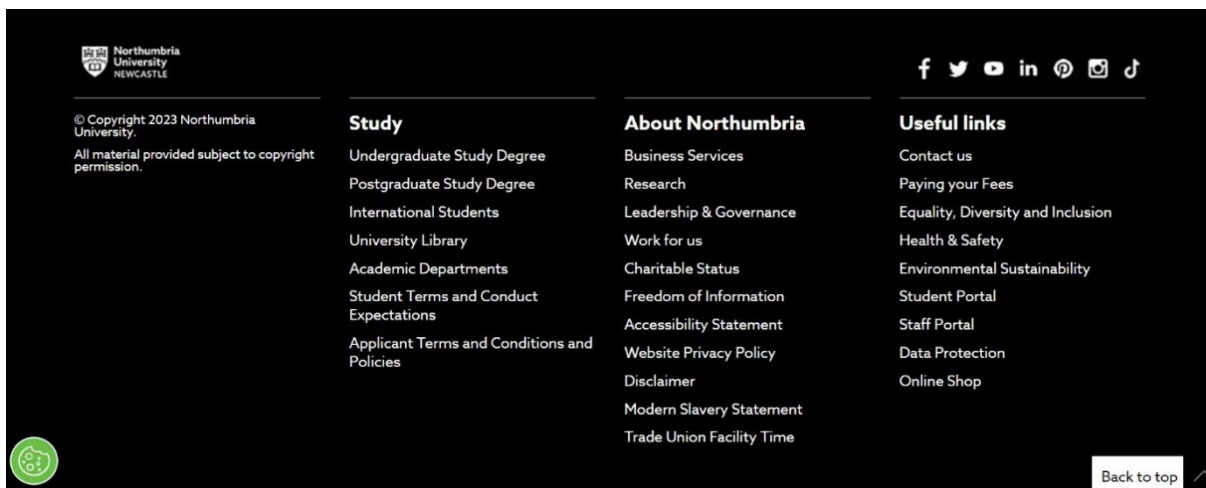 Northumbria
University
NEWCASTLE
© Copyright 2023 Northumbria
University.
All material provided subject to copyright
permission.
Study
Undergraduate Study Degree
Postgraduate Study Degree
International Students
University Library
Academic Departments
Student Terms and Conduct
Expectations
Applicant Terms and Conditions and
Policies
About Northumbria
Business Services
Research
Leadership & Governance
Work for us
Charitable Status
Freedom of Information
Accessibility Statement
Website Privacy Policy
Disclaimer
Modern Slavery Statement
Trade Union Facility Time
Useful links
Contact us
Paying your Fees
Equality, Diversity and Inclusion
Health & Safety
Environmental Sustainability
Student Portal
Staff Portal
Data Protection
Online Shop
Back to top